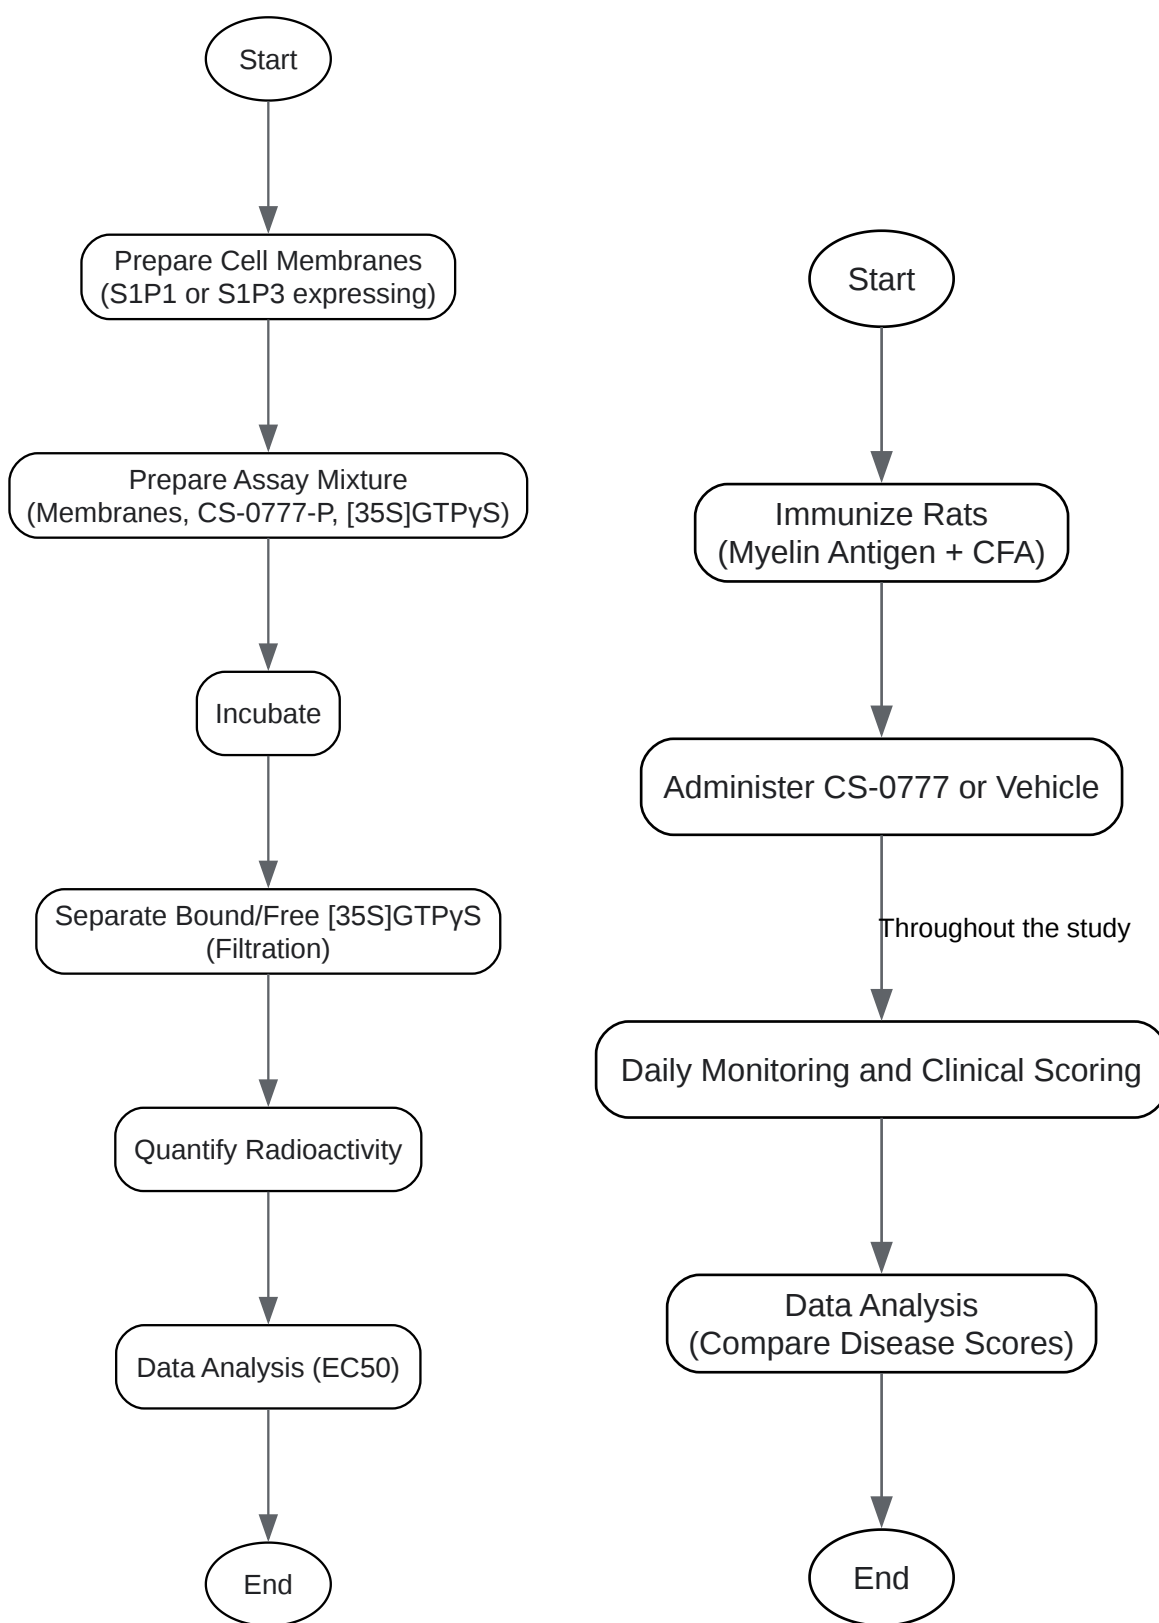 Start
Prepare Cell Membranes
(S1P1 or S1P3 expressing)
Prepare Assay Mixture
(Membranes, CS-0777-P, [35S]GTPγS)
Incubate
Separate Bound/Free [35S]GTPγS
(Filtration)
Quantify Radioactivity
Data Analysis (EC50)
End
Start
Immunize Rats
(Myelin Antigen + CFA)
Administer CS-0777 or Vehicle
Throughout the study
Daily Monitoring and Clinical Scoring
Data Analysis
(Compare Disease Scores)
End